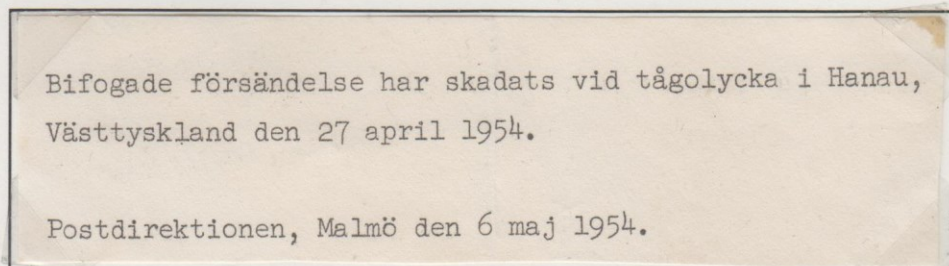 Bifogade försändelse har skadats vid tågolycka i Hanau,
Västtyskland den 27 april 1954.
Postdirektionen, Malmö den 6 maj 1954.